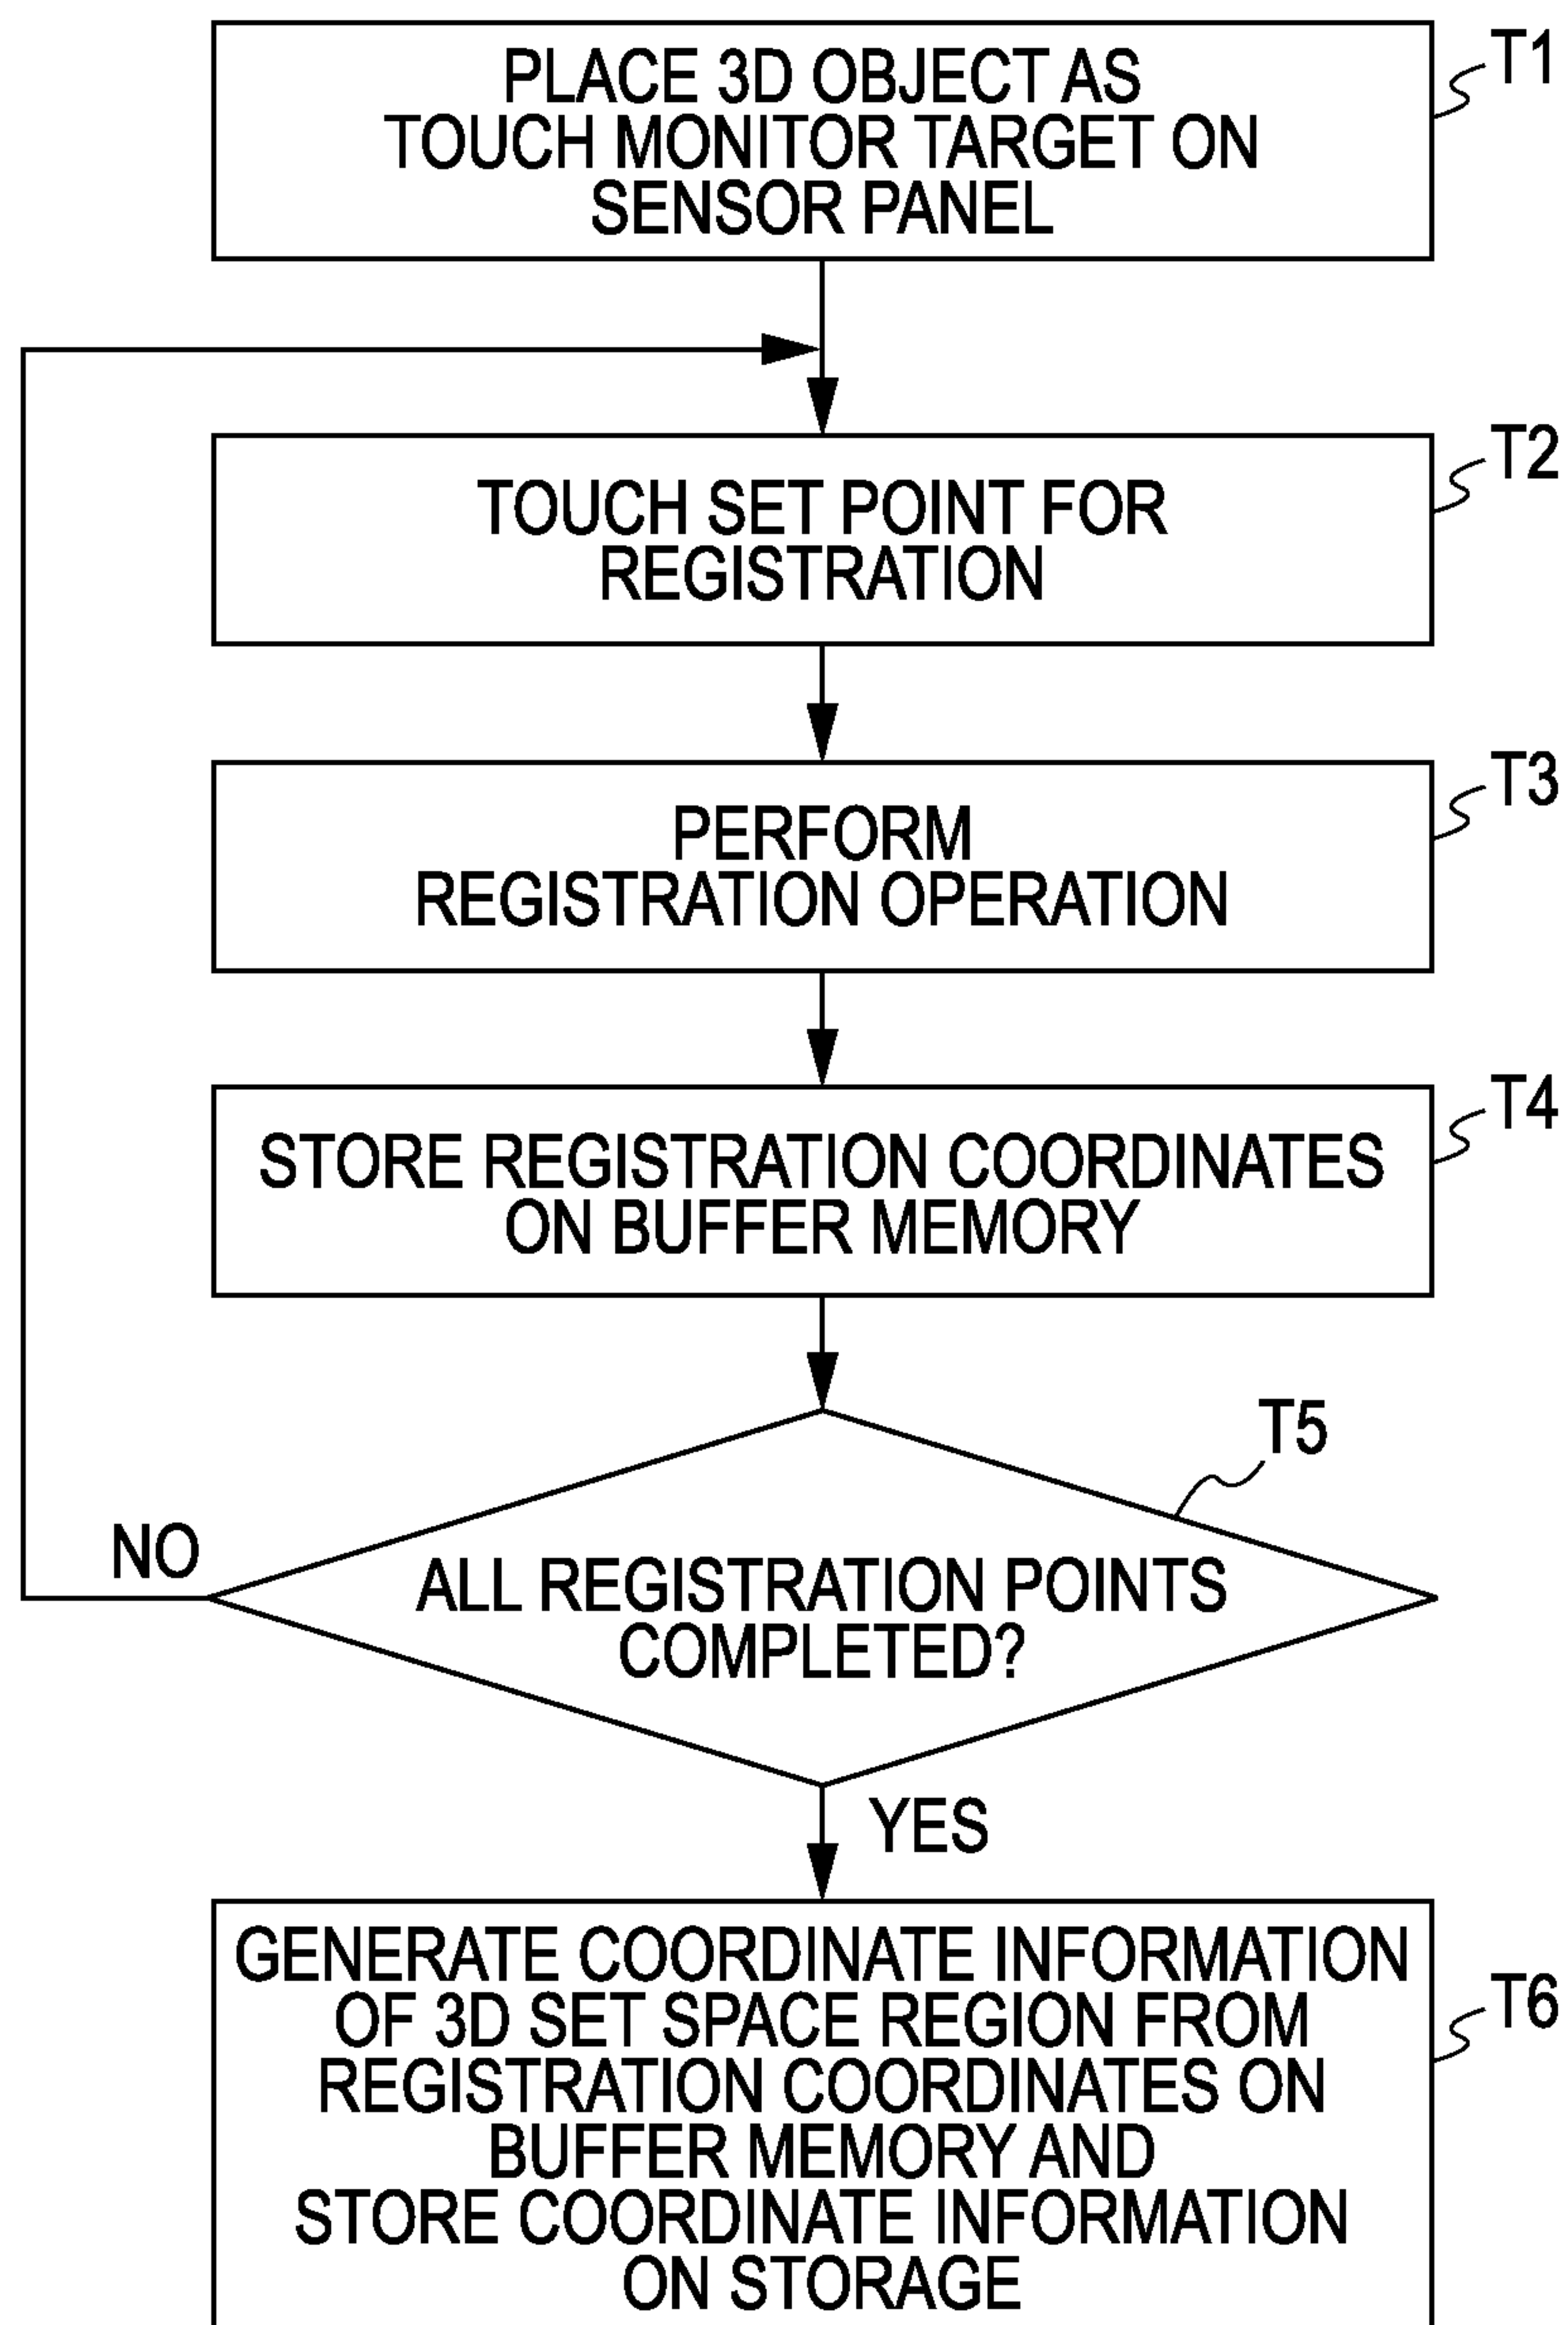 PLACE 3D OBJECT AS
TOUCH MONITOR TARGET ON
SENSOR PANEL
T1
TOUCH SET POINT FOR
REGISTRATION
T2
PERFORM
REGISTRATION OPERATION
T3
STORE REGISTRATION COORDINATES
ON BUFFER MEMORY
T4
ALL REGISTRATION POINTS
COMPLETED?
T5
NO
YES
GENERATE COORDINATE INFORMATION
OF 3D SET SPACE REGION FROM
REGISTRATION COORDINATES ON
BUFFER MEMORY AND
STORE COORDINATE INFORMATION
ON STORAGE
T6